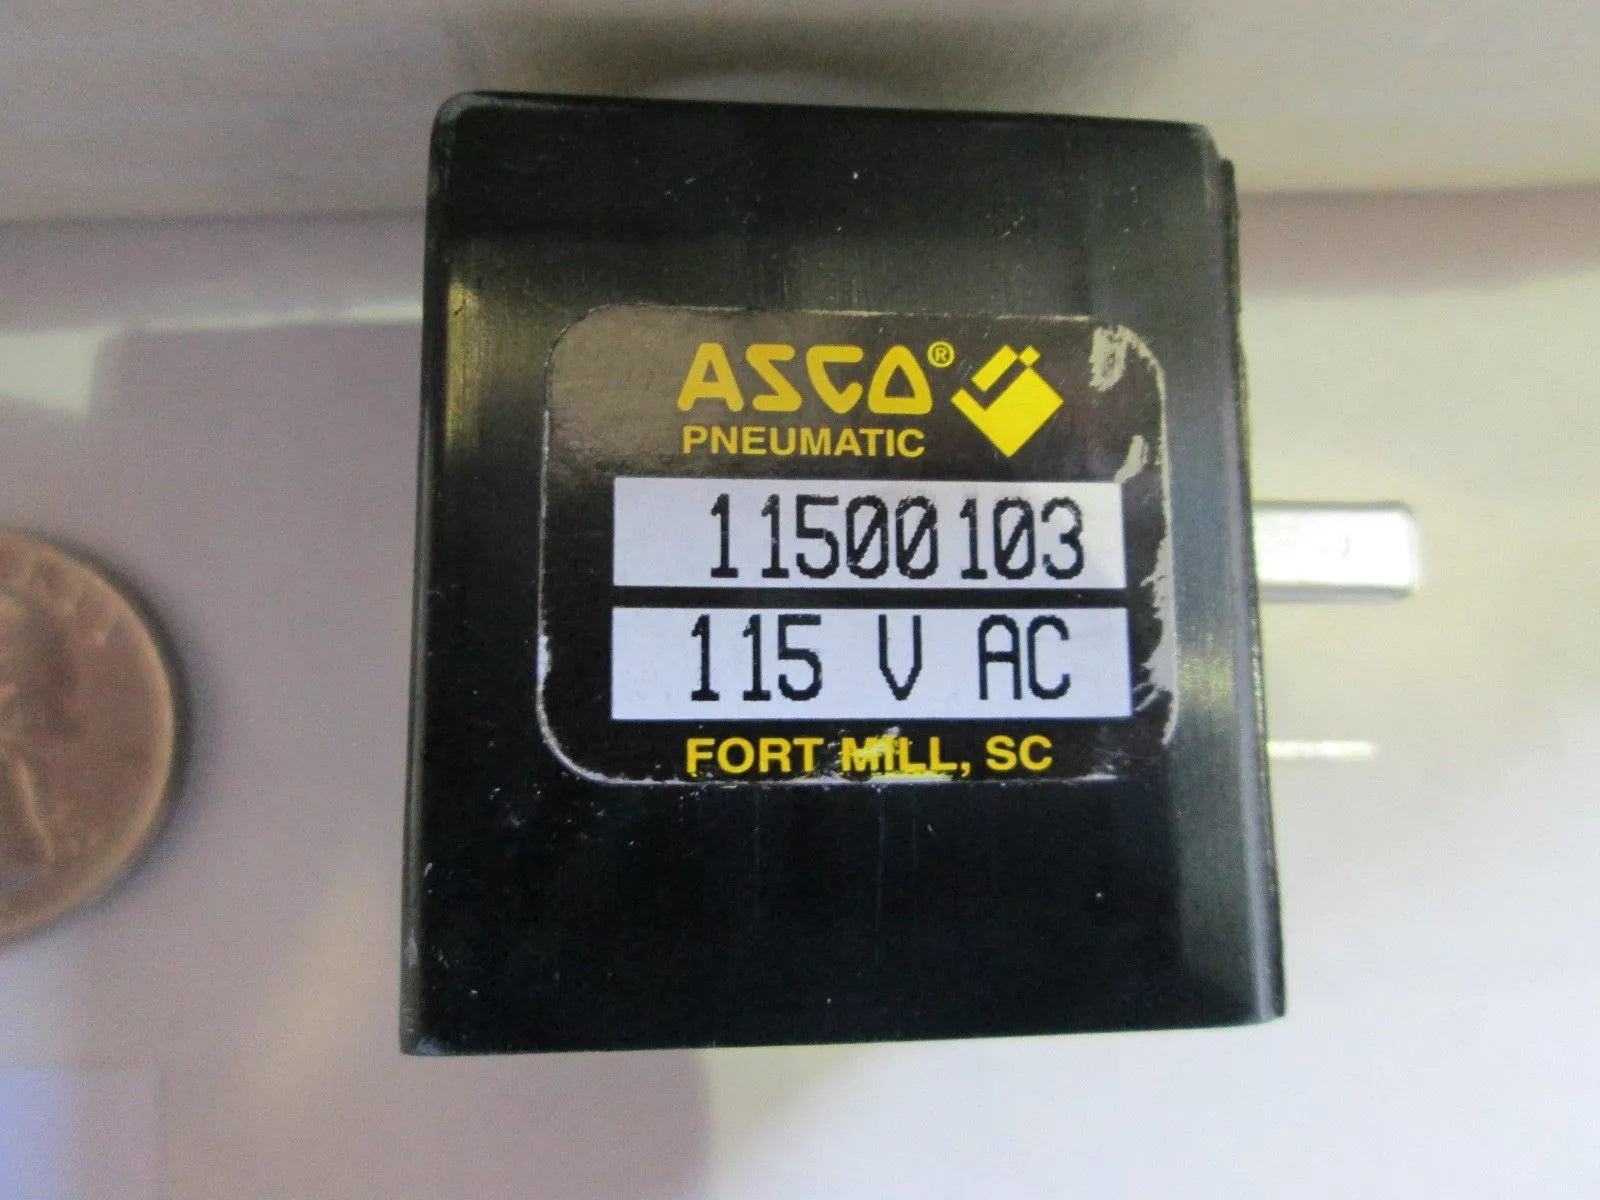 ASCO®
PNEUMATIC
11500103
115 V AC
FORT MILL, SC